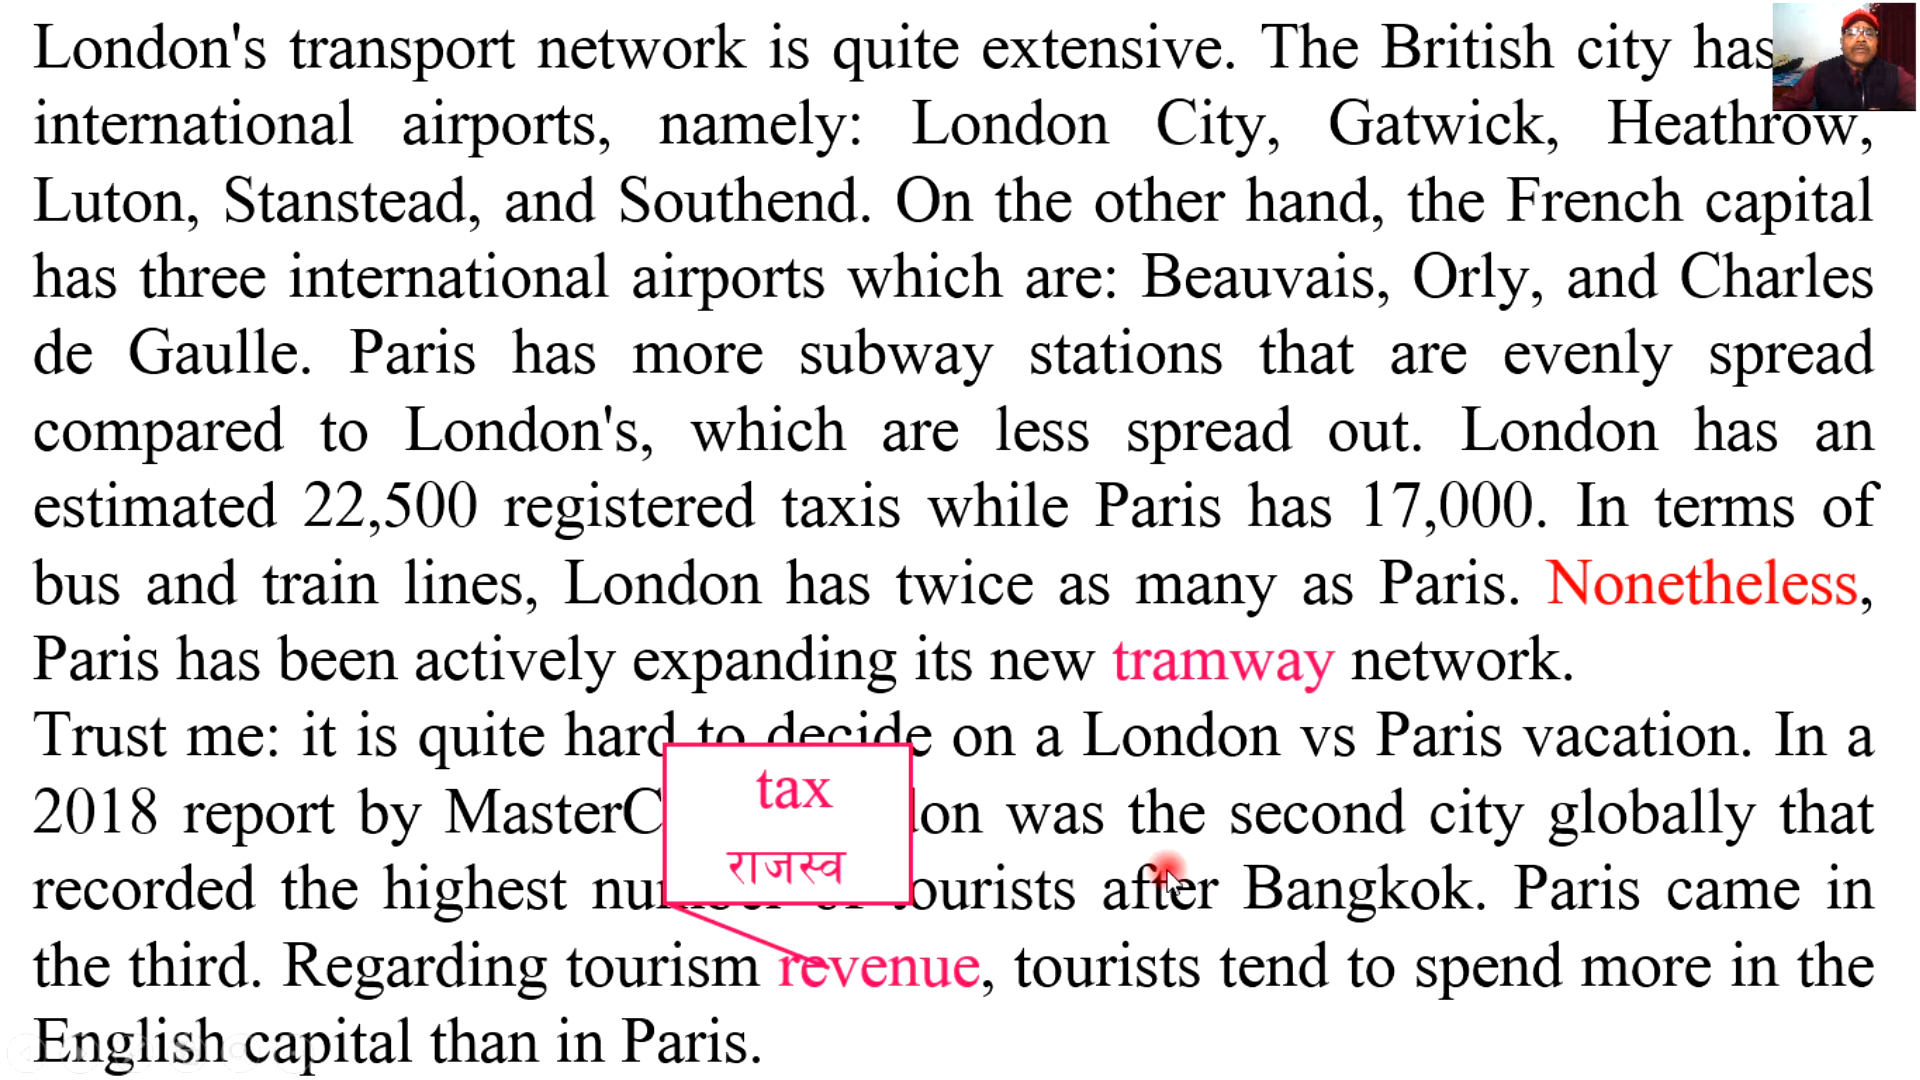 London's transport network is quite extensive. The British city has
international airports, namely: London City, Gatwick, Heathrow,
Luton, Stanstead, and Southend. On the other hand, the French capital
has three international airports which are: Beauvais, Orly, and Charles
de Gaulle. Paris has more subway stations that are evenly spread
compared to London's, which are less spread out. London has an
estimated 22,500 registered taxis while Paris has 17,000. In terms of
bus and train lines, London has twice as many as Paris. Nonetheless,
Paris has been actively expanding its new tramway network.
Trust me: it is quite hard to decide on a London vs Paris vacation. In a
2018 report by was the second city globally that
recorded the highest tourists after Bangkok. Paris came in
the third. Regarding tourism revenue, tourists tend to spend more in the
English capital than in Paris.
tax
राजस्व